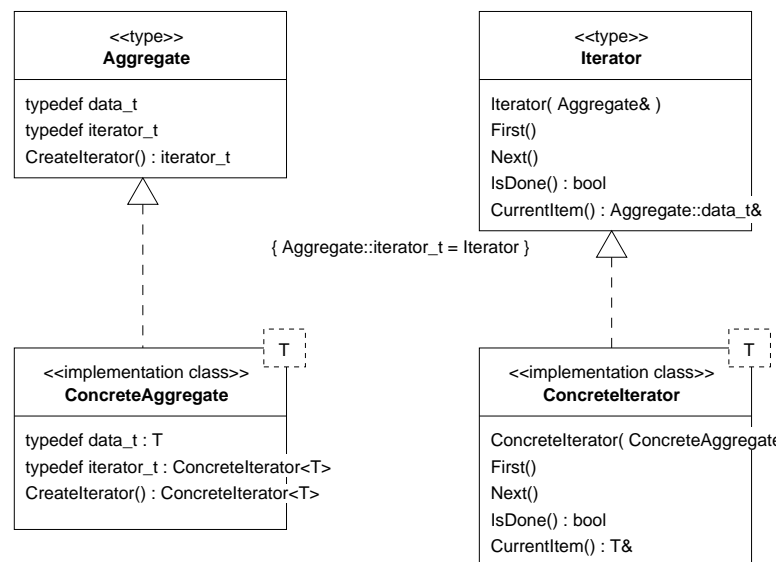 <<type>>
Aggregate
typedef data_t
typedef iterator_t
CreateIterator() : iterator_t
<<type>>
Iterator
Iterator( Aggregate& )
First()
Next()
IsDone() : bool
CurrentItem() : Aggregate::data_t&
{ Aggregate::iterator_t = Iterator }
T
<<implementation class>>
ConcreteAggregate
typedef data_t : T
typedef iterator_t : ConcreteIterator<T>
CreateIterator() : ConcreteIterator<T>
T
<<implementation class>>
ConcreteIterator
ConcreteIterator( ConcreteAggregate
First()
Next()
IsDone() : bool
CurrentItem() : T&